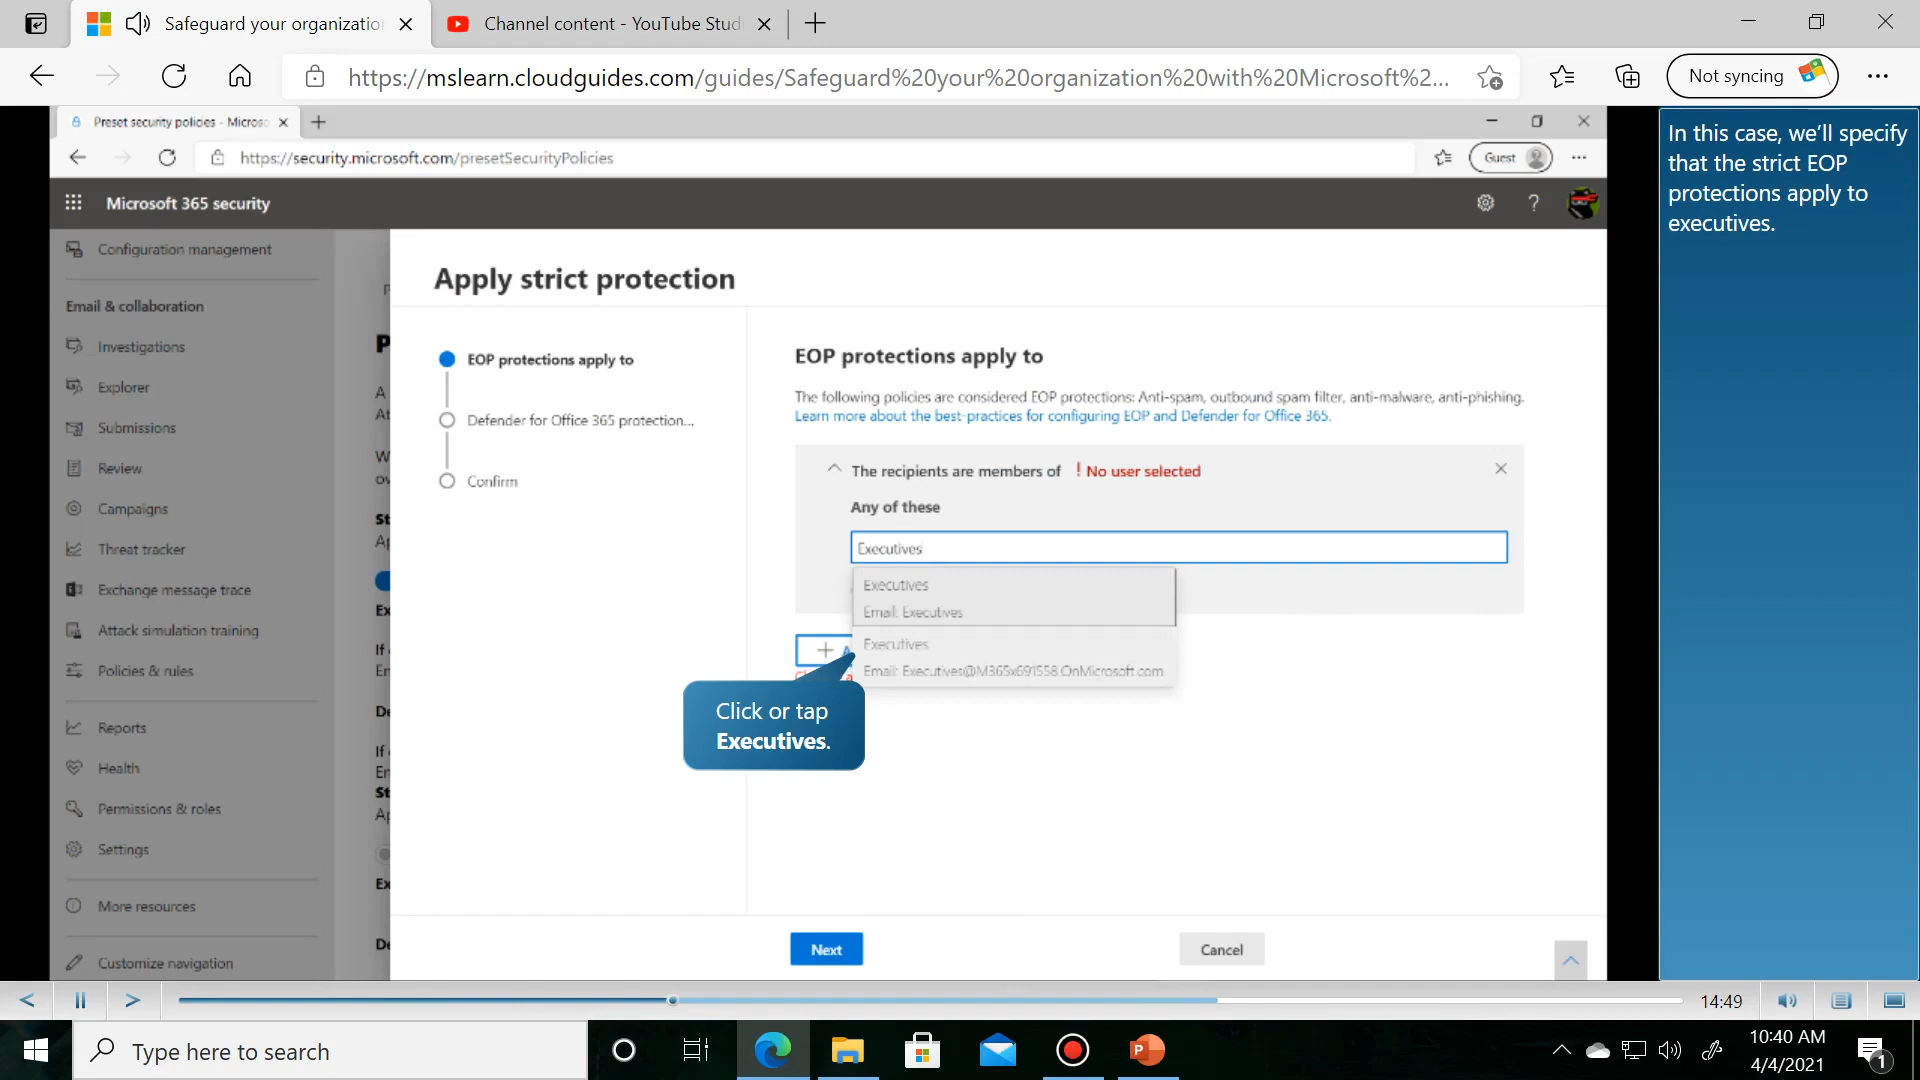 Safeguard your organizatio
Channel content - YouTube Stud
https://mslearn.cloudguides.com/guides/Safeguard%20your%20organization%20with%20Microsoft%2...
Not syncing
Preset security policies - Micros
https://security.microsoft.com/presetSecurityPolicies
Guest
Microsoft 365 security
?
Configuration management
Email & collaboration
Investigations
Explorer
Submissions
Review
Campaigns
Threat tracker
Exchange message trace
Attack simulation training
Policies & rules
Reports
Health
Permissions & roles
Settings
More resources
Customize navigation
Apply strict protection
EOP protections apply to
Defender for Office 365 protection...
Confirm
EOP protections apply to
The following policies are considered EOP protections: Anti-spam, outbound spam filter, anti-malware, anti-phishing.
Learn more about the best-practices for configuring EOP and Defender for Office 365.
The recipients are members of ! No user selected
Any of these
Executives
Executives
Email: Executives
Executives
Email: Executives@M365x691558.OnMicrosoft.com
Click or tap
Executives.
Next
Cancel
In this case, we'll specify
that the strict EOP
protections apply to
executives.
14:49
Type here to search
10:40 AM
4/4/2021
1